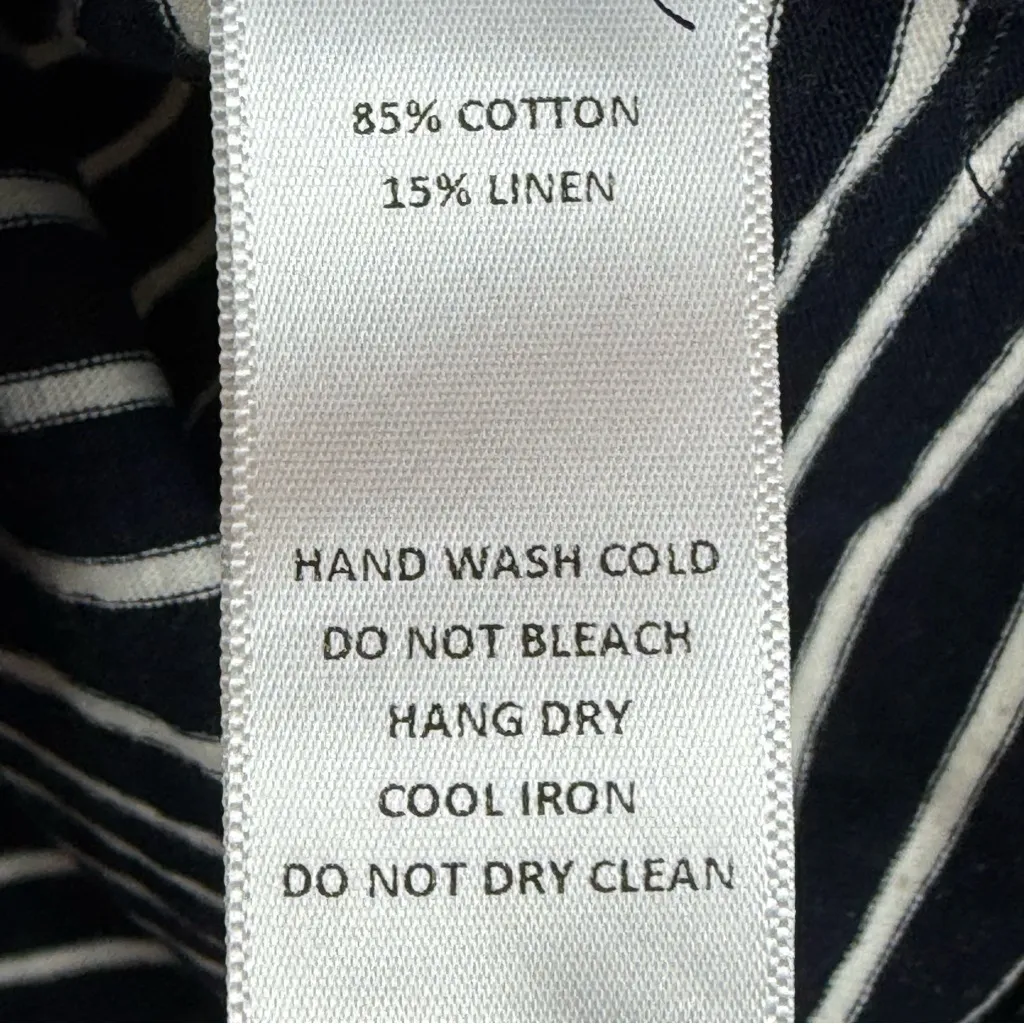 85% COTTON
15% LINEN
HAND WASH COLD
DO NOT BLEACH
HANG DRY
COOL IRON
DO NOT DRY CLEAN